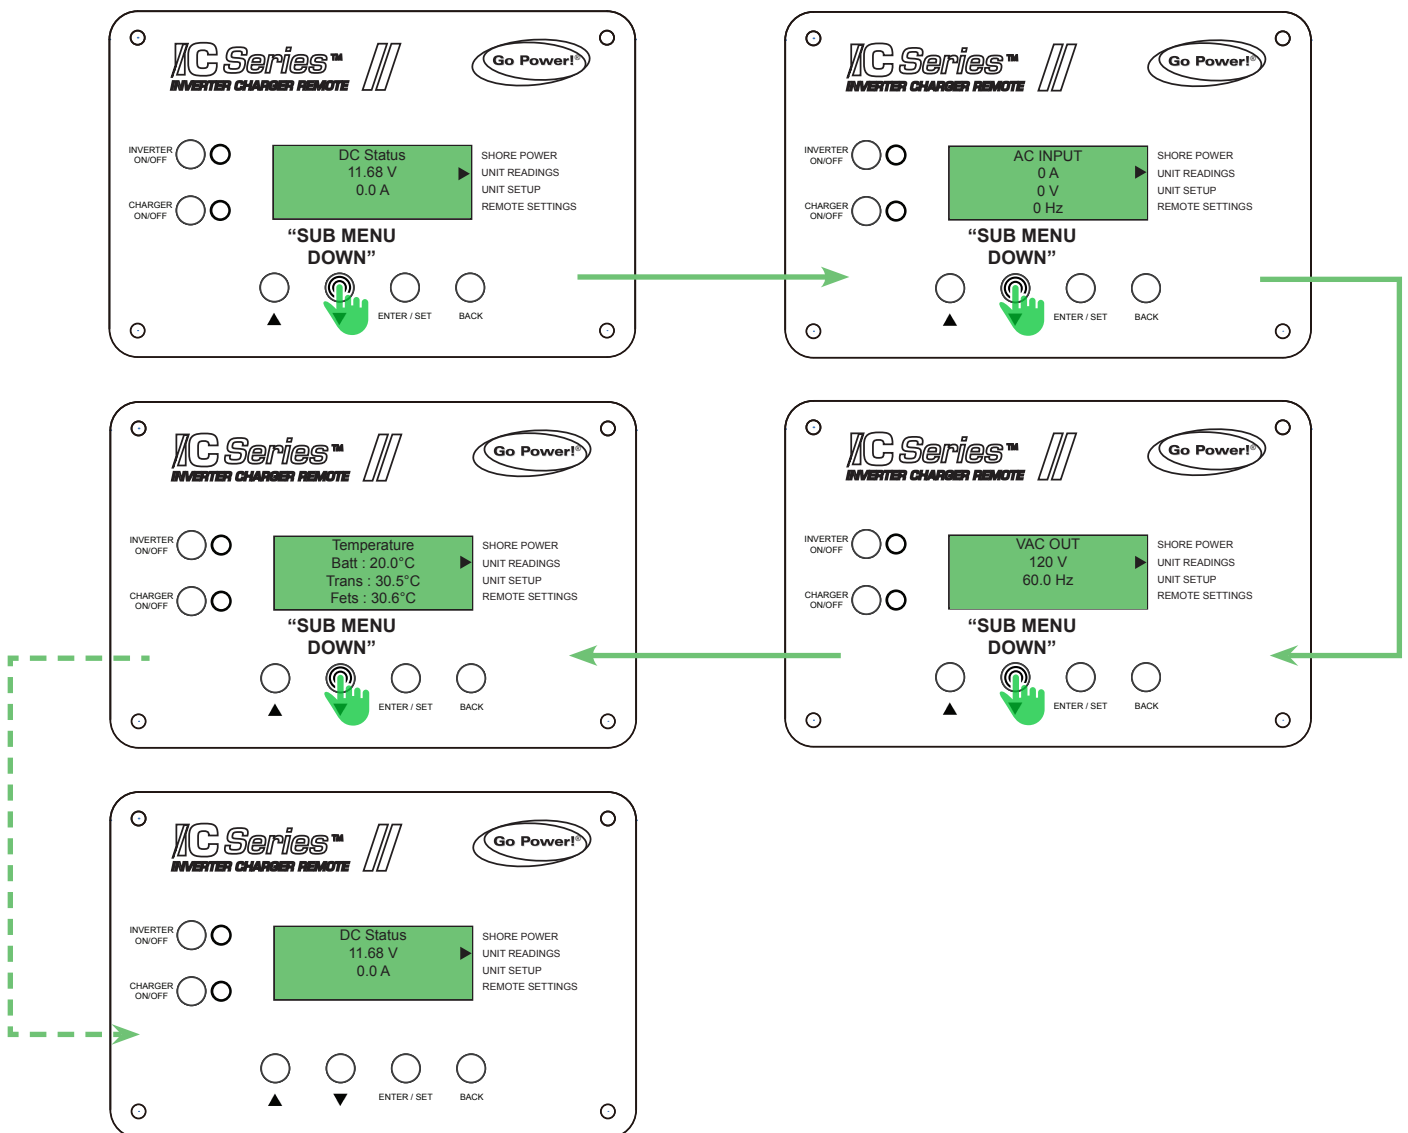 IC Series™
INVERTER CHARGER REMOTE
Go Power!®
INVERTER
ON/OFF
CHARGER
ON/OFF
DC Status
11.68 V
0.0 A
SHORE POWER
UNIT READINGS
UNIT SETUP
REMOTE SETTINGS
“SUB MENU
DOWN”
ENTER / SET
BACK
IC Series™
INVERTER CHARGER REMOTE
Go Power!®
INVERTER
ON/OFF
CHARGER
ON/OFF
AC INPUT
0 A
0 V
0 Hz
SHORE POWER
UNIT READINGS
UNIT SETUP
REMOTE SETTINGS
“SUB MENU
DOWN”
ENTER / SET
BACK
IC Series™
INVERTER CHARGER REMOTE
Go Power!®
INVERTER
ON/OFF
CHARGER
ON/OFF
Temperature
Batt : 20.0°C
Trans : 30.5°C
Fets : 30.6°C
SHORE POWER
UNIT READINGS
UNIT SETUP
REMOTE SETTINGS
“SUB MENU
DOWN”
ENTER / SET
BACK
IC Series™
INVERTER CHARGER REMOTE
Go Power!®
INVERTER
ON/OFF
CHARGER
ON/OFF
VAC OUT
120 V
60.0 Hz
SHORE POWER
UNIT READINGS
UNIT SETUP
REMOTE SETTINGS
“SUB MENU
DOWN”
ENTER / SET
BACK
IC Series™
INVERTER CHARGER REMOTE
Go Power!®
INVERTER
ON/OFF
CHARGER
ON/OFF
DC Status
11.68 V
0.0 A
SHORE POWER
UNIT READINGS
UNIT SETUP
REMOTE SETTINGS
ENTER / SET
BACK